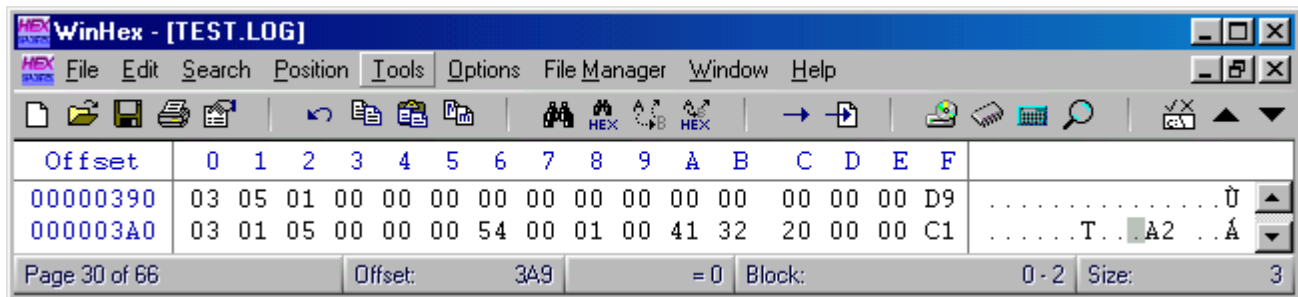 WinHex - [TEST.LOG]
File Edit Search Position Tools Options File Manager Window Help
Offset 0 1 2 3 4 5 6 7 8 9 A B C D E F
00000390 03 05 01 00 00 00 00 00 00 00 00 00 00 00 00 D9 ...............Ù
000003A0 03 01 05 00 00 00 54 00 01 00 41 32 20 00 00 C1 ......T...A2 ..Á
Page 30 of 66 Offset: 3A9 = 0 Block: 0 - 2 Size: 3